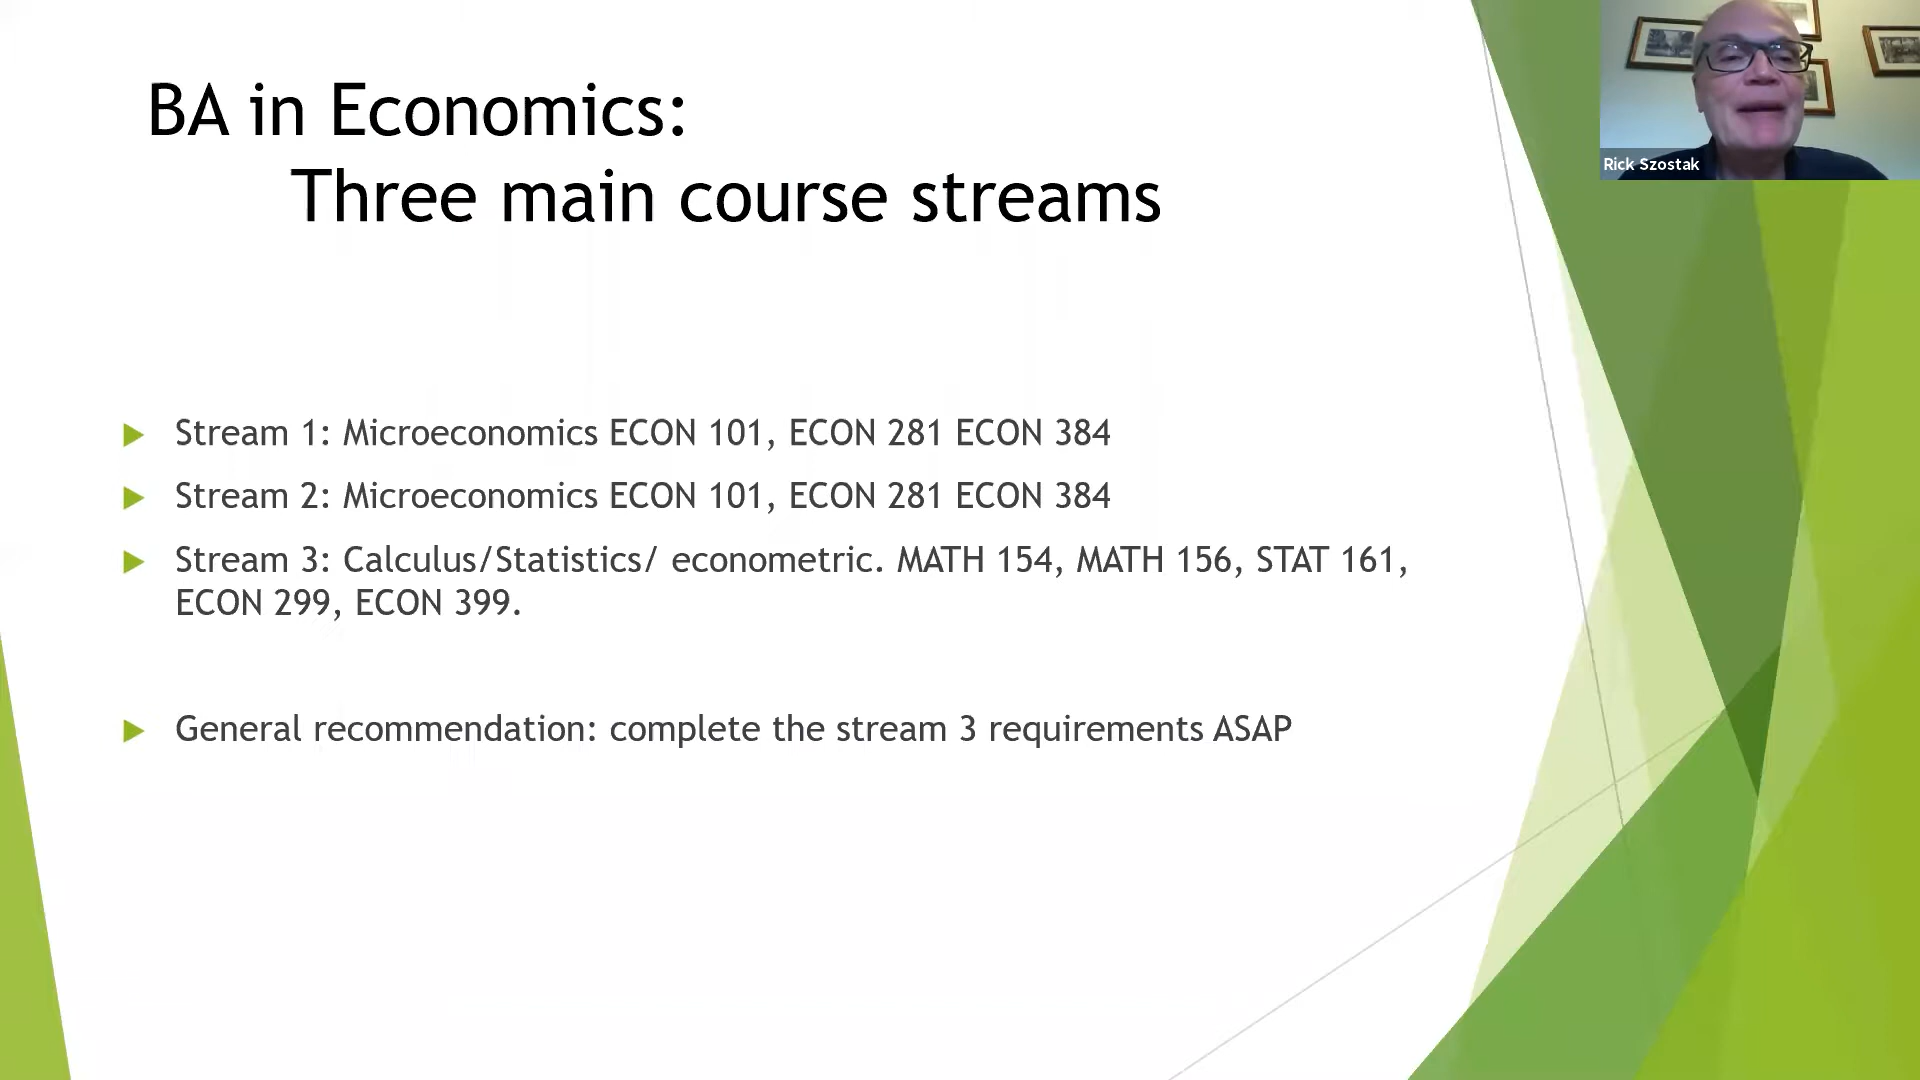 BA in Economics:
Three main course streams
Rick Szostak
Stream 1: Microeconomics ECON 101, ECON 281 ECON 384
Stream 2: Microeconomics ECON 101, ECON 281 ECON 384
Stream 3: Calculus/Statistics/ econometric. MATH 154, MATH 156, STAT 161,
ECON 299, ECON 399.
General recommendation: complete the stream 3 requirements ASAP